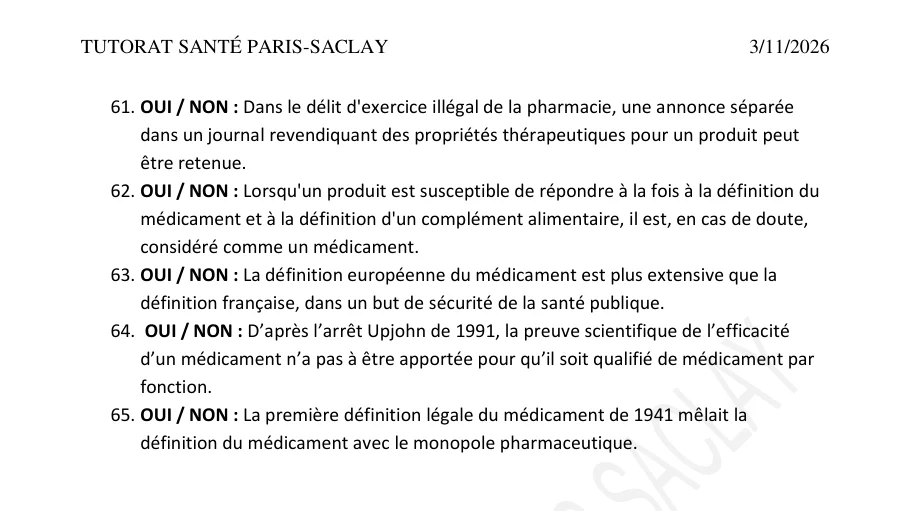 TUTORAT SANTÉ PARIS-SACLAY 3/11/2026
61. OUI / NON : Dans le délit d'exercice illégal de la pharmacie, une annonce séparée
dans un journal revendiquant des propriétés thérapeutiques pour un produit peut
être retenue.
62. OUI / NON : Lorsqu'un produit est susceptible de répondre à la fois à la définition du
médicament et à la définition d'un complément alimentaire, il est, en cas de doute,
considéré comme un médicament.
63. OUI / NON : La définition européenne du médicament est plus extensive que la
définition française, dans un but de sécurité de la santé publique.
64. OUI / NON : D’après l’arrêt Upjohn de 1991, la preuve scientifique de l’efficacité
d’un médicament n’a pas à être apportée pour qu’il soit qualifié de médicament par
fonction.
65. OUI / NON : La première définition légale du médicament de 1941 mêlait la
définition du médicament avec le monopole pharmaceutique.
SACLAY